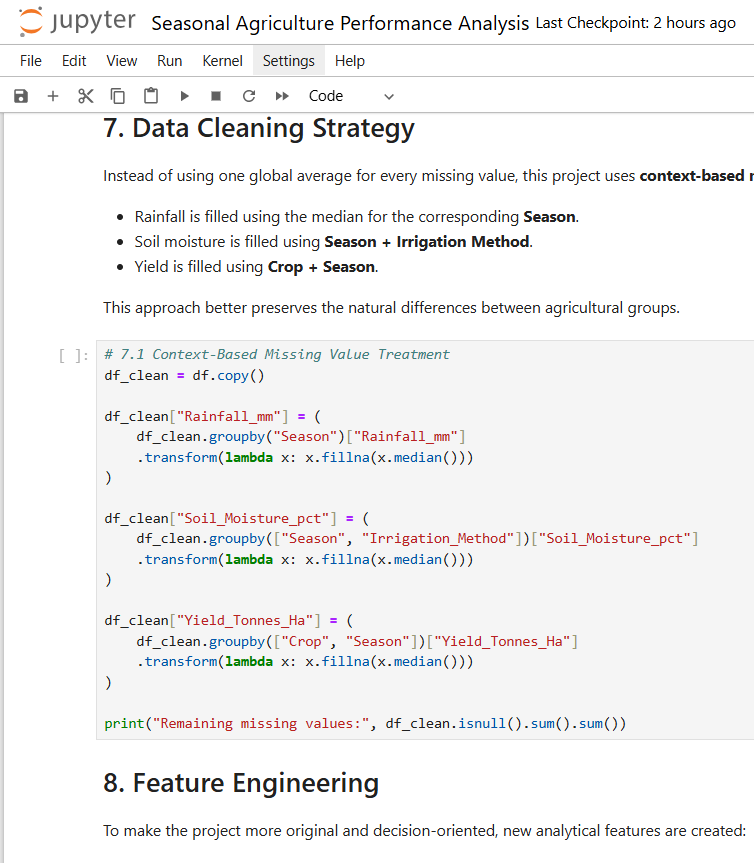 jupyter Seasonal Agriculture Performance Analysis Last Checkpoint: 2 hours ago
File Edit View Run Kernel Settings Help
Code
7. Data Cleaning Strategy
Instead of using one global average for every missing value, this project uses context-based
• Rainfall is filled using the median for the corresponding Season.
• Soil moisture is filled using Season + Irrigation Method.
• Yield is filled using Crop + Season.
This approach better preserves the natural differences between agricultural groups.
[ ]: # 7.1 Context-Based Missing Value Treatment
df_clean = df.copy()
df_clean["Rainfall_mm"] = (
    df_clean.groupby("Season")["Rainfall_mm"]
    .transform(lambda x: x.fillna(x.median()))
)
df_clean["Soil_Moisture_pct"] = (
    df_clean.groupby(["Season", "Irrigation_Method"])["Soil_Moisture_pct"]
    .transform(lambda x: x.fillna(x.median()))
)
df_clean["Yield_Tonnes_Ha"] = (
    df_clean.groupby(["Crop", "Season"])["Yield_Tonnes_Ha"]
    .transform(lambda x: x.fillna(x.median()))
)
print("Remaining missing values:", df_clean.isnull().sum().sum())
8. Feature Engineering
To make the project more original and decision-oriented, new analytical features are created: